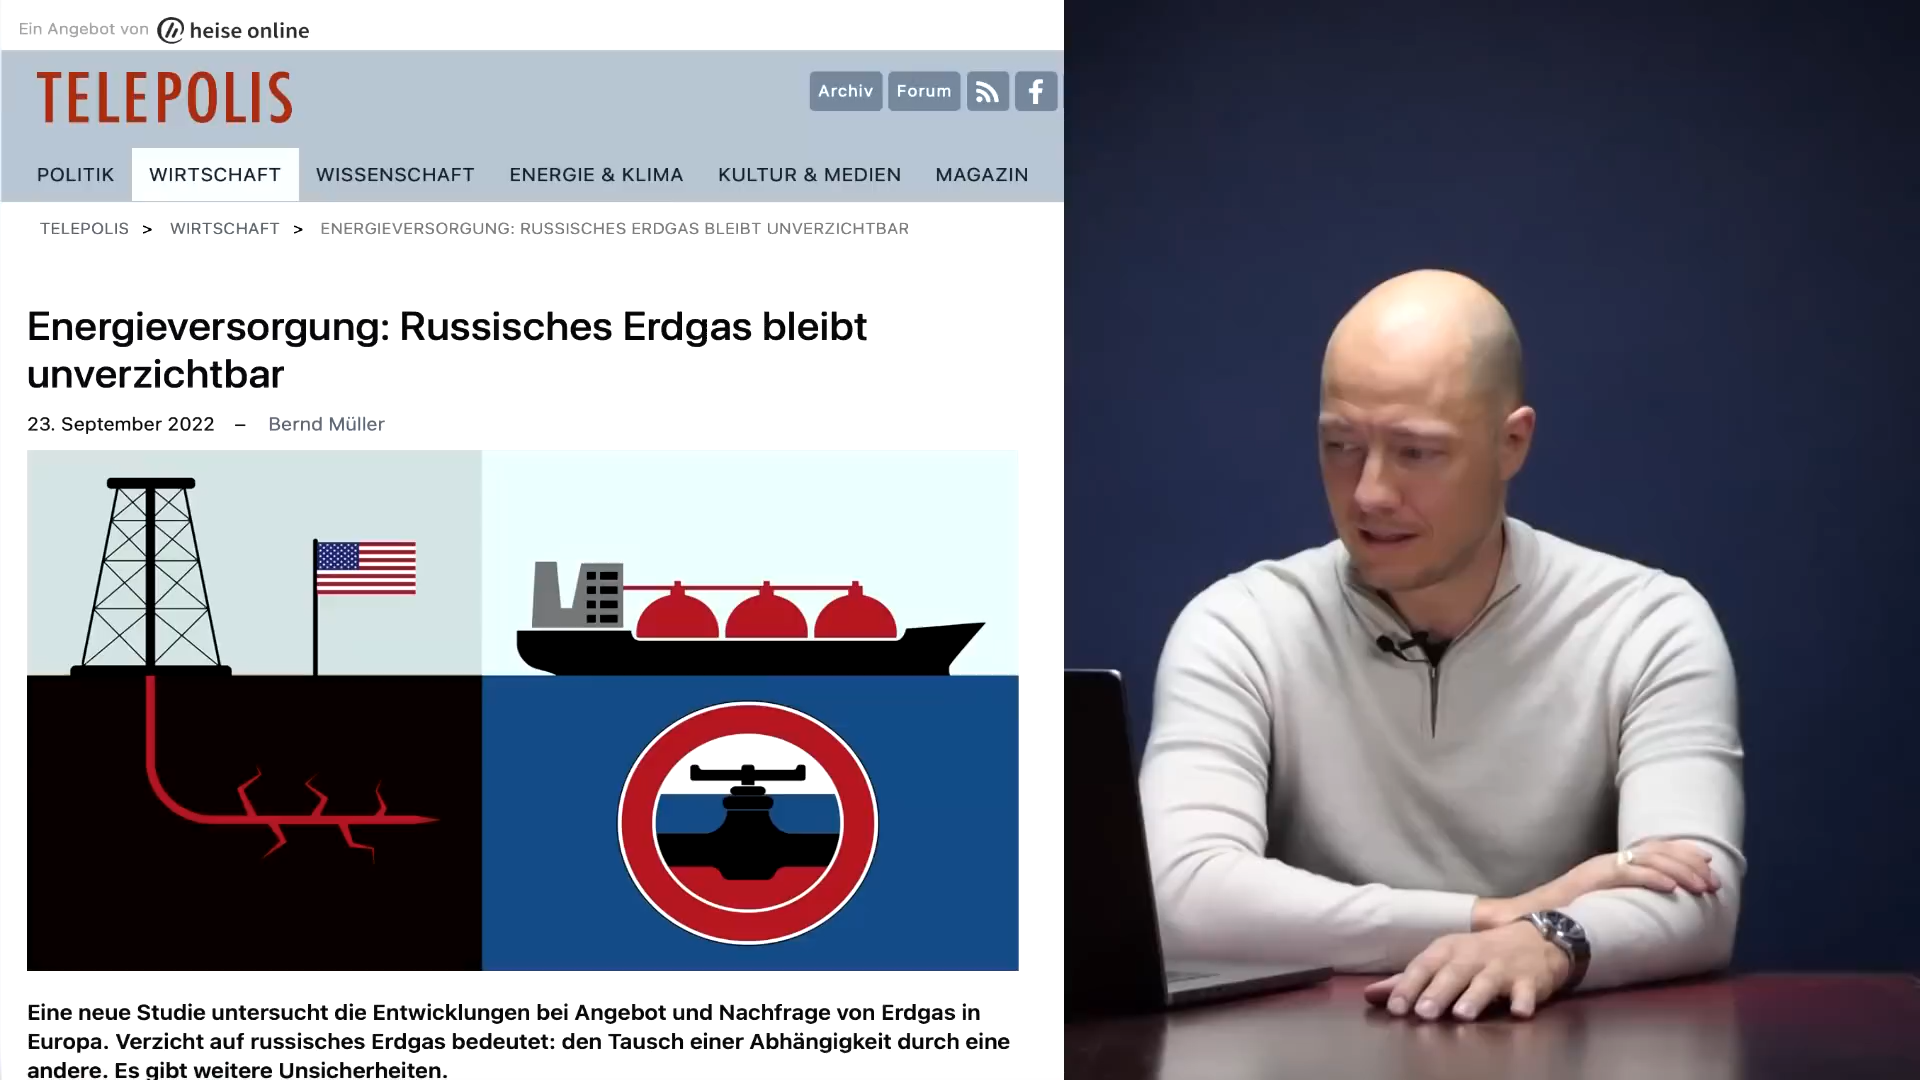 Ein Angebot von heise online
TELEPOLIS
Archiv Forum
POLITIK WIRTSCHAFT WISSENSCHAFT ENERGIE & KLIMA KULTUR & MEDIEN MAGAZIN
TELEPOLIS > WIRTSCHAFT > ENERGIEVERSORGUNG: RUSSISCHES ERDGAS BLEIBT UNVERZICHTBAR
Energieversorgung: Russisches Erdgas bleibt
unverzichtbar
23. September 2022 – Bernd Müller
Eine neue Studie untersucht die Entwicklungen bei Angebot und Nachfrage von Erdgas in
Europa. Verzicht auf russisches Erdgas bedeutet: den Tausch einer Abhängigkeit durch eine
andere. Es gibt weitere Unsicherheiten.